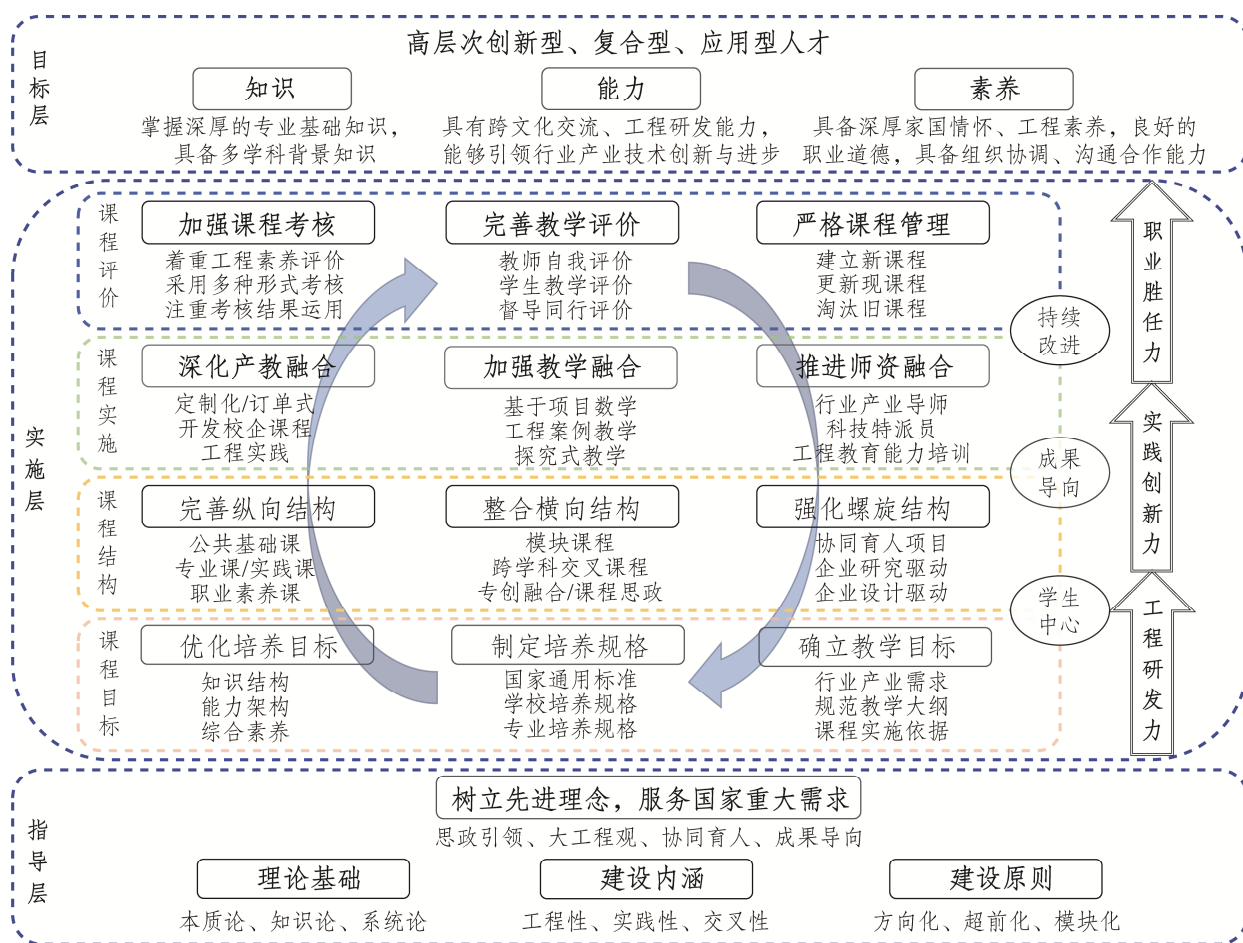 目标层
高层次创新型、复合型、应用型人才
知识
能力
素养
掌握深厚的专业基础知识，
具备多学科背景知识
具有跨文化交流、工程研发能力，
能够引领行业产业技术创新与进步
具备深厚家国情怀、工程素养，良好的
职业道德，具备组织协调、沟通合作能力
实施层
课程评价
加强课程考核
着重工程素养评价
采用多种形式考核
注重考核结果运用
完善教学评价
教师自我评价
学生教学评价
督导同行评价
严格课程管理
建立新课程
更新现课程
淘汰旧课程
课程实施
深化产教融合
定制化/订单式
开发校企课程
工程实践
加强教学融合
基于项目数学
工程案例教学
探究式教学
推进师资融合
行业产业导师
科技特派员
工程教育能力培训
课程结构
完善纵向结构
公共基础课
专业课/实践课
职业素养课
整合横向结构
模块课程
跨学科交叉课程
专创融合/课程思政
强化螺旋结构
协同育人项目
企业研究驱动
企业设计驱动
课程目标
优化培养目标
知识结构
能力架构
综合素养
制定培养规格
国家通用标准
学校培养规格
专业培养规格
确立教学目标
行业产业需求
规范教学大纲
课程实施依据
持续
改进
成果
导向
学生
中心
职业胜任力
实践创新力
工程研发力
指导层
树立先进理念，服务国家重大需求
思政引领、大工程观、协同育人、成果导向
理论基础
建设内涵
建设原则
本质论、知识论、系统论
工程性、实践性、交叉性
方向化、超前化、模块化